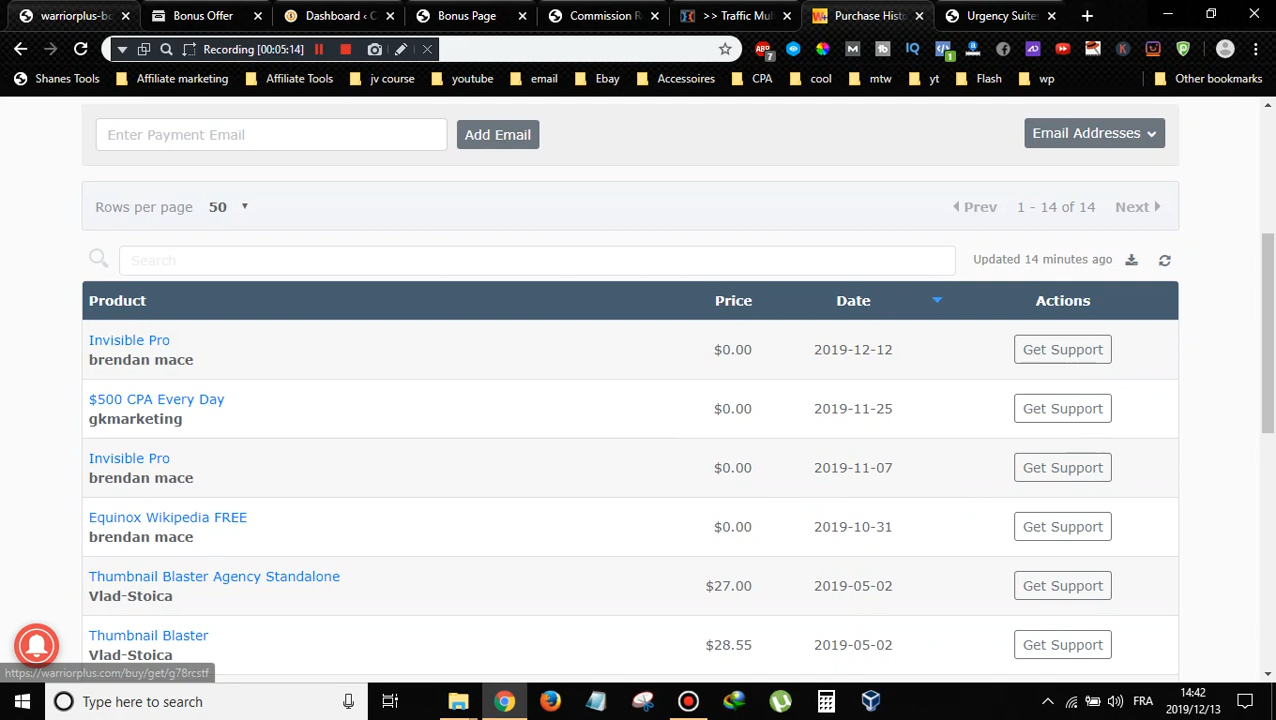 warriorplus-bo
Bonus Offer
Dashboard ‹ C
Bonus Page
Commission R
>> Traffic Mul
Purchase Hist
Urgency Suite
Recording [00:05:14]
Shanes Tools
Affiliate marketing
Affiliate Tools
jv course
youtube
email
Ebay
Accessoires
CPA
cool
mtw
yt
Flash
wp
Other bookmarks
Enter Payment Email
Add Email
Email Addresses
Rows per page 50
Prev 1 - 14 of 14 Next
Search
Updated 14 minutes ago
Product Price Date Actions
Invisible Pro
brendan mace
$0.00 2019-12-12 Get Support
$500 CPA Every Day
gkmarketing
$0.00 2019-11-25 Get Support
Invisible Pro
brendan mace
$0.00 2019-11-07 Get Support
Equinox Wikipedia FREE
brendan mace
$0.00 2019-10-31 Get Support
Thumbnail Blaster Agency Standalone
Vlad-Stoica
$27.00 2019-05-02 Get Support
Thumbnail Blaster
Vlad-Stoica
$28.55 2019-05-02 Get Support
https://warriorplus.com/buy/get/g78rcstf
Type here to search
FRA
14:42
2019/12/13